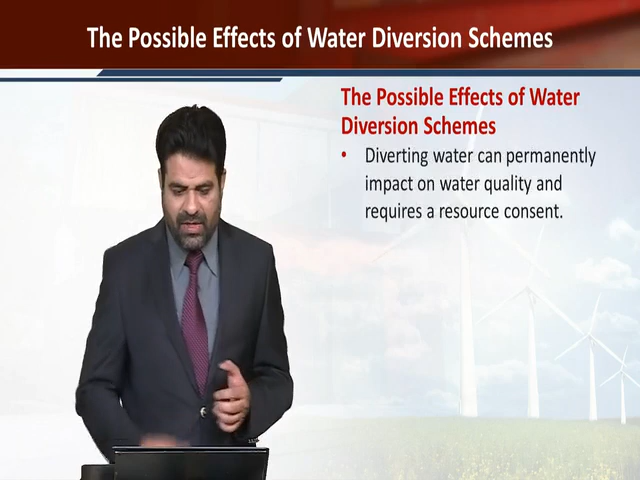 The Possible Effects of Water Diversion Schemes
The Possible Effects of Water
Diversion Schemes
• Diverting water can permanently
impact on water quality and
requires a resource consent.